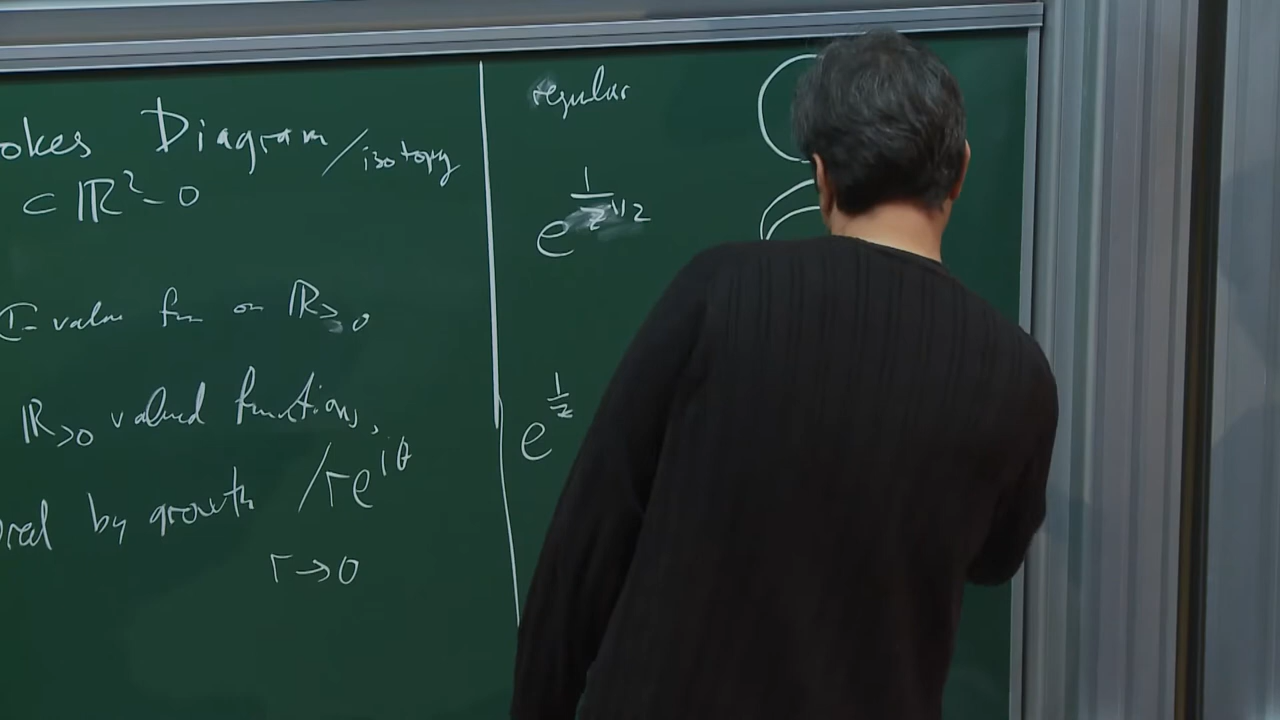 okes Diagram / isotopy
⊂ ℝ² - 0
value fn on ℝ≥0
ℝ>0 valued functions,
by growth / re^{iθ}
r → 0
regular
e^{1/z^{1/2}}
e^{1/z}